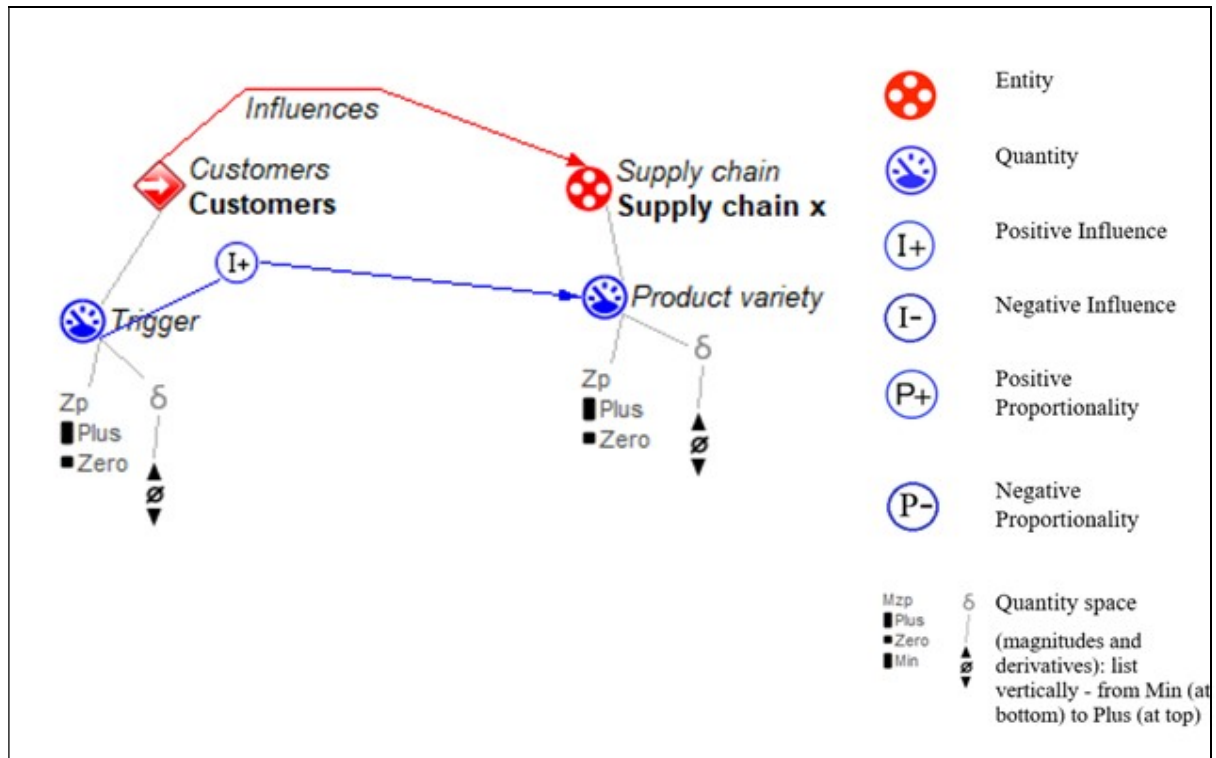 Influences
Customers
Customers
Supply chain
Supply chain x
I+
Trigger
Product variety
Zp
δ
Plus
Zero
Zp
δ
Plus
Zero
Entity
Quantity
I+
Positive Influence
I-
Negative Influence
P+
Positive
Proportionality
P-
Negative
Proportionality
Mzp
δ
Plus
Zero
Min
Quantity space
(magnitudes and
derivatives): list
vertically - from Min (at
bottom) to Plus (at top)